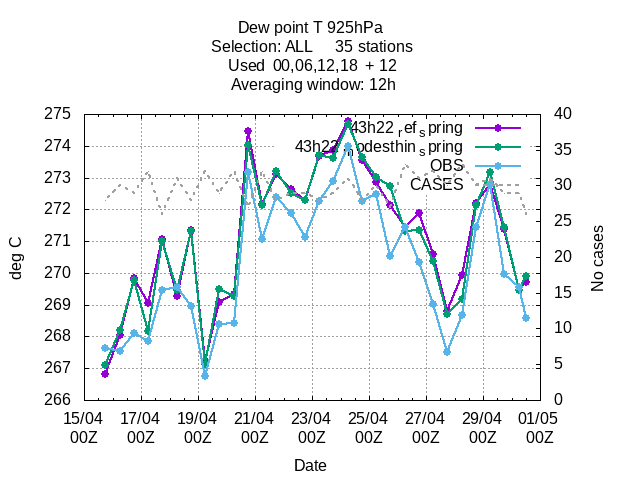 Dew point T 925hPa
Selection: ALL 35 stations
Used 00,06,12,18 + 12
Averaging window: 12h
275
274
273
272
271
270
269
268
267
266
40
35
30
25
20
15
10
5
0
43h22refspring
43h22nodesthinspring
OBS
CASES
deg C
No cases
15/04 17/04 19/04 21/04 23/04 25/04 27/04 29/04 01/05
00Z 00Z 00Z 00Z 00Z 00Z 00Z 00Z 00Z
Date